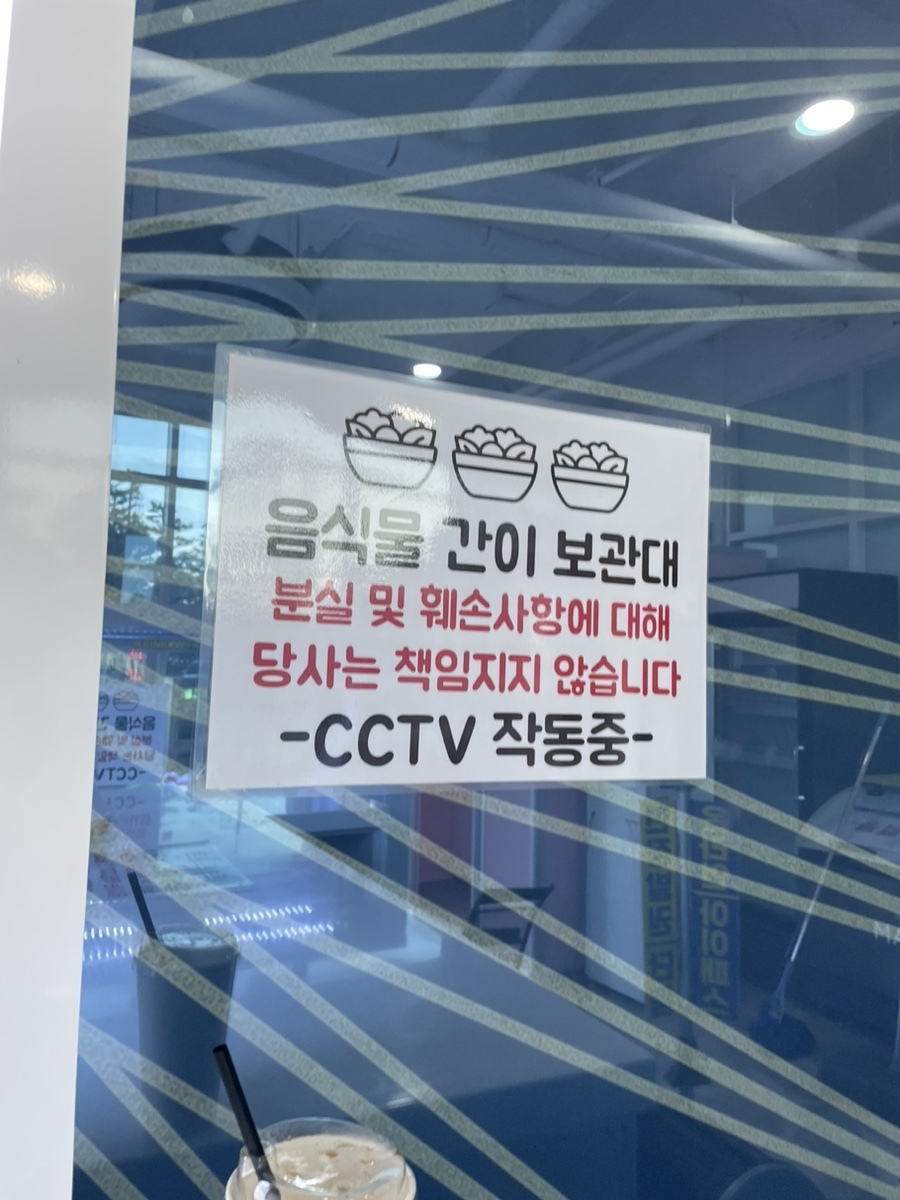 음식물 간이 보관대
분실 및 훼손사항에 대해
당사는 책임지지 않습니다
-CCTV 작동중-